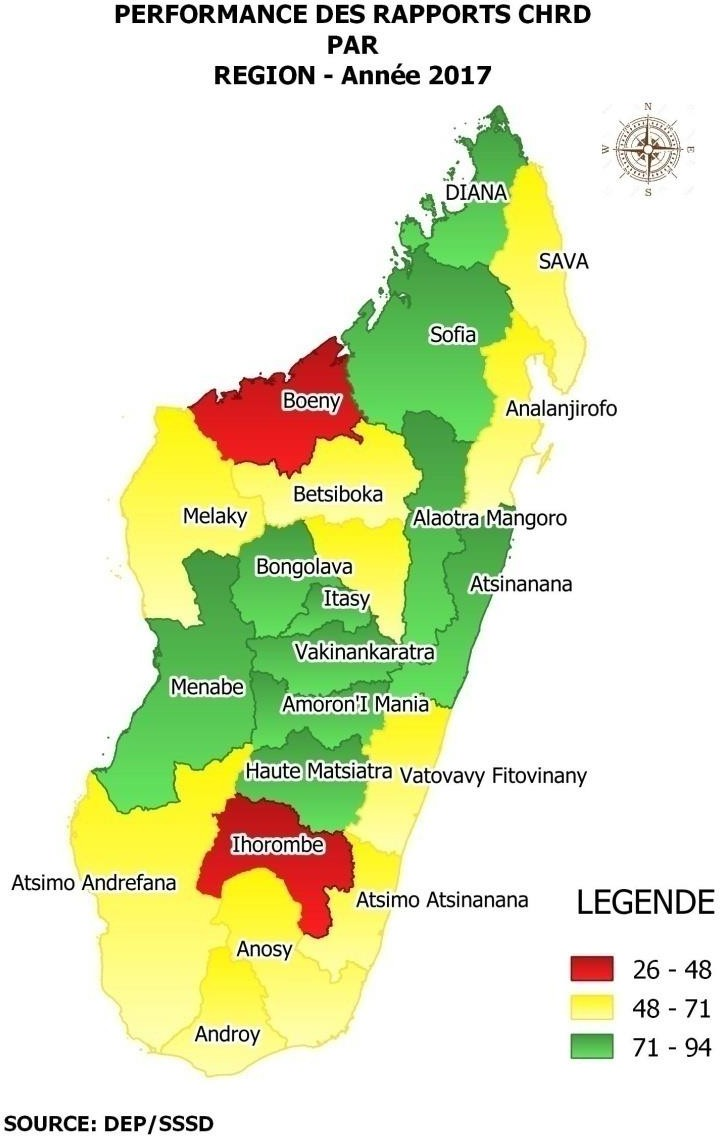 PERFORMANCE DES RAPPORTS CHRD
PAR
REGION - Année 2017
N
W E
S
DIANA
SAVA
Sofia
Boeny
Analanjirofo
Betsiboka
Melaky
Alaotra Mangoro
Bongolava
Atsinanana
Itasy
Vakinankaratra
Menabe
Amoron'I Mania
Haute Matsiatra
Vatovavy Fitovinany
Ihorombe
Atsimo Andrefana
Atsimo Atsinanana
LEGENDE
Anosy
26 - 48
48 - 71
Androy
71 - 94
SOURCE: DEP/SSSD